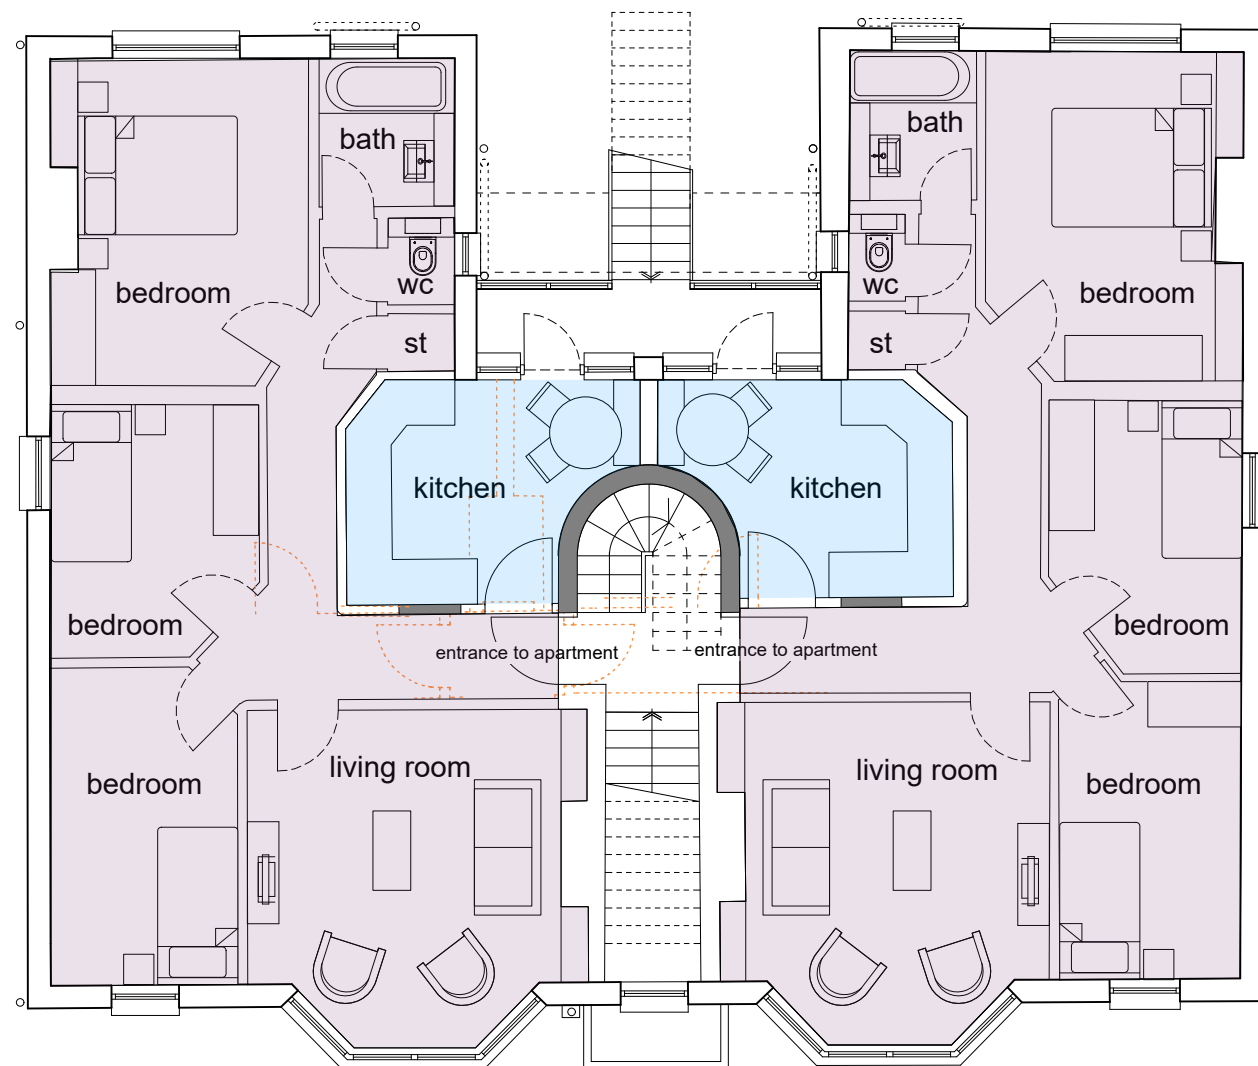 bath
bath
wc
wc
bedroom
bedroom
st
st
kitchen
kitchen
bedroom
bedroom
entrance to apartment
entrance to apartment
living room
living room
bedroom
bedroom